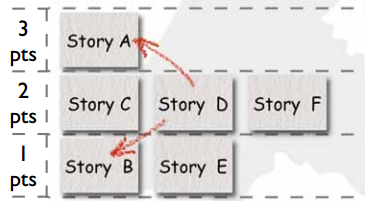 3
pts
Story A
2
pts
Story C
Story D
Story F
1
pts
Story B
Story E